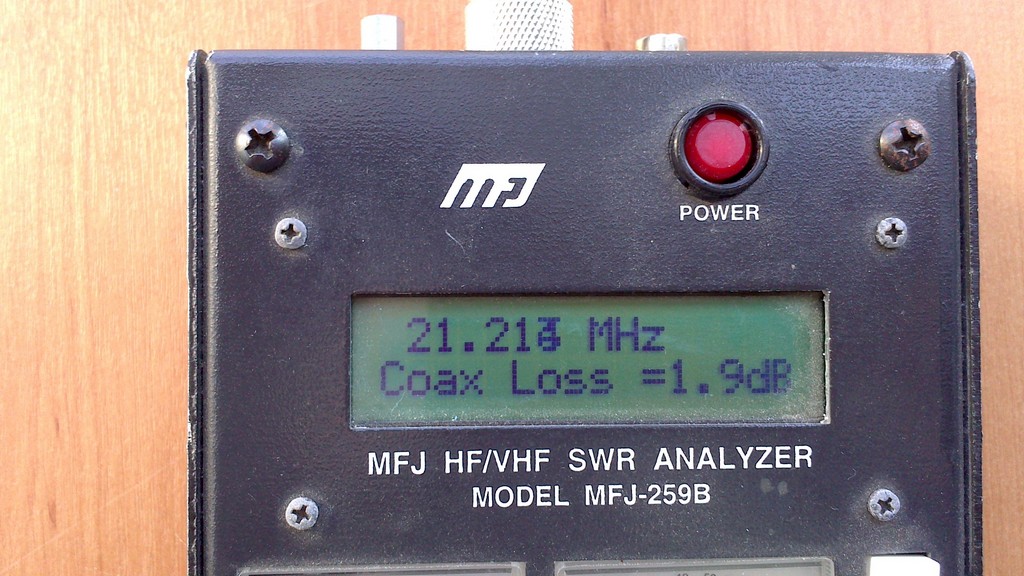 MFJ
POWER
MHz
Coax Loss =1.9dB
MFJ HF/VHF SWR ANALYZER
MODEL MFJ-259B